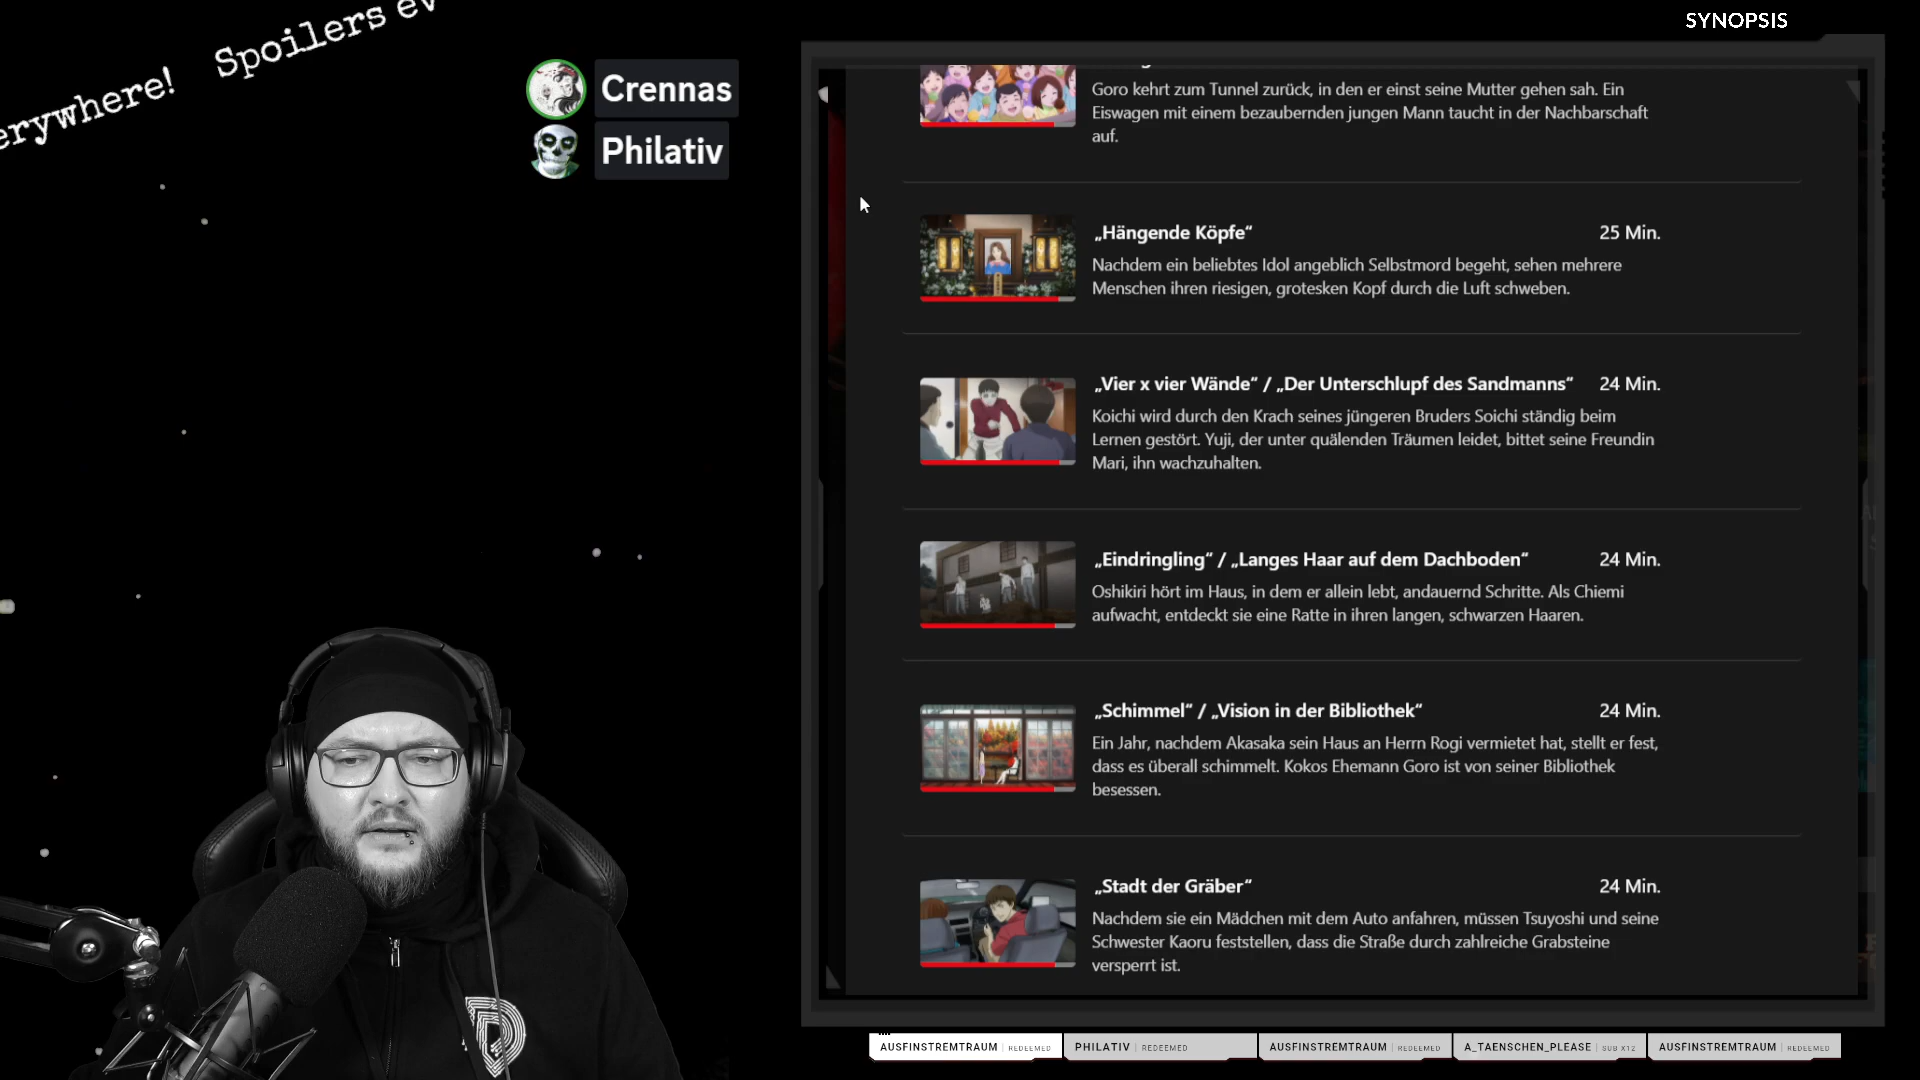 SYNOPSIS
Spoilers ev
erywhere!
Crennas
Philativ
Goro kehrt zum Tunnel zurück, in den er einst seine Mutter gehen sah. Ein
Eiswagen mit einem bezaubernden jungen Mann taucht in der Nachbarschaft
auf.
„Hängende Köpfe“ 25 Min.
Nachdem ein beliebtes Idol angeblich Selbstmord begeht, sehen mehrere
Menschen ihren riesigen, grotesken Kopf durch die Luft schweben.
„Vier x vier Wände“ / „Der Unterschlupf des Sandmanns“ 24 Min.
Koichi wird durch den Krach seines jüngeren Bruders Soichi ständig beim
Lernen gestört. Yuji, der unter quälenden Träumen leidet, bittet seine Freundin
Mari, ihn wachzuhalten.
„Eindringling“ / „Langes Haar auf dem Dachboden“ 24 Min.
Oshikiri hört im Haus, in dem er allein lebt, andauernd Schritte. Als Chiemi
aufwacht, entdeckt sie eine Ratte in ihren langen, schwarzen Haaren.
„Schimmel“ / „Vision in der Bibliothek“ 24 Min.
Ein Jahr, nachdem Akasaka sein Haus an Herrn Rogi vermietet hat, stellt er fest,
dass es überall schimmelt. Kokos Ehemann Goro ist von seiner Bibliothek
besessen.
„Stadt der Gräber“ 24 Min.
Nachdem sie ein Mädchen mit dem Auto anfahren, müssen Tsuyoshi und seine
Schwester Kaoru feststellen, dass die Straße durch zahlreiche Grabsteine
versperrt ist.
AUSFINSTREMTRAUM REDEEMED PHILATIV REDEEMED AUSFINSTREMTRAUM REDEEMED A_TAENSCHEN_PLEASE SUB X12 AUSFINSTREMTRAUM REDEEMED